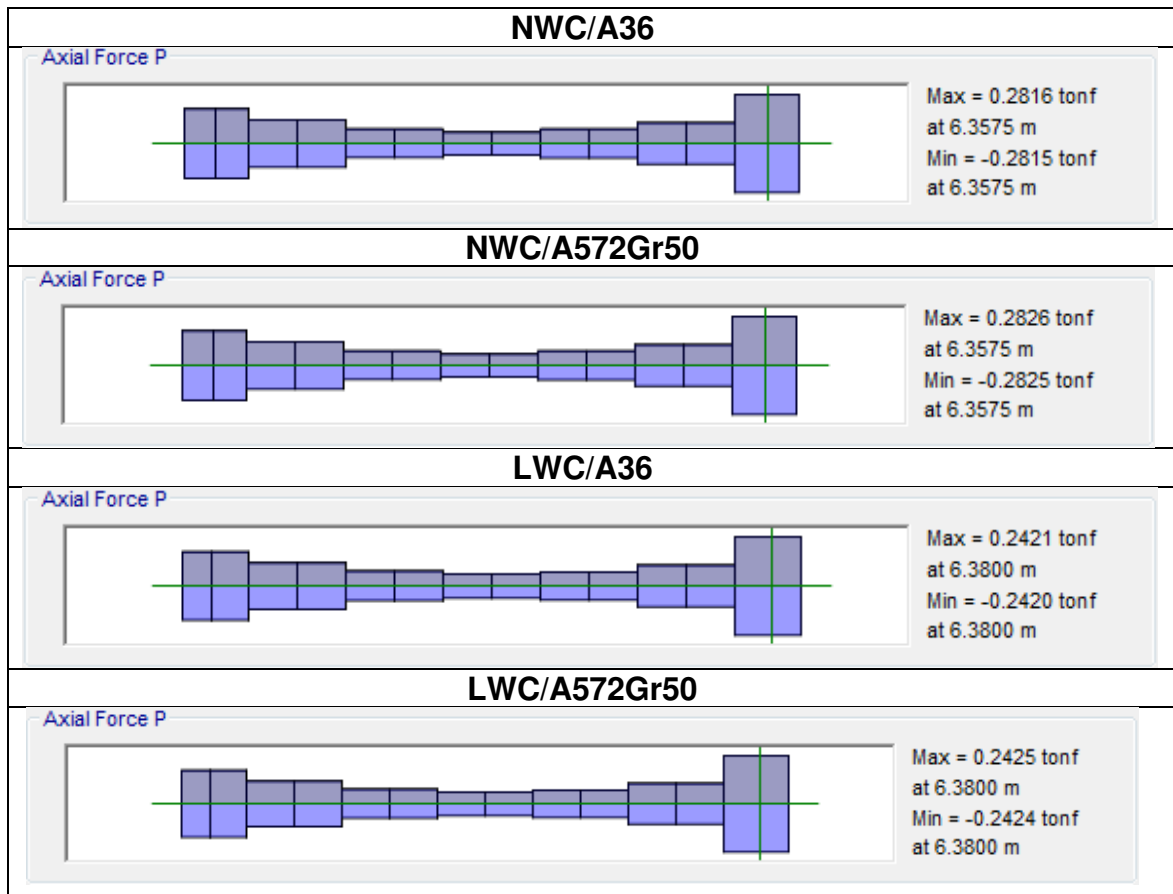 NWC/A36
Axial Force P
Max = 0.2816 tonf
at 6.3575 m
Min = -0.2815 tonf
at 6.3575 m
NWC/A572Gr50
Axial Force P
Max = 0.2826 tonf
at 6.3575 m
Min = -0.2825 tonf
at 6.3575 m
LWC/A36
Axial Force P
Max = 0.2421 tonf
at 6.3800 m
Min = -0.2420 tonf
at 6.3800 m
LWC/A572Gr50
Axial Force P
Max = 0.2425 tonf
at 6.3800 m
Min = -0.2424 tonf
at 6.3800 m